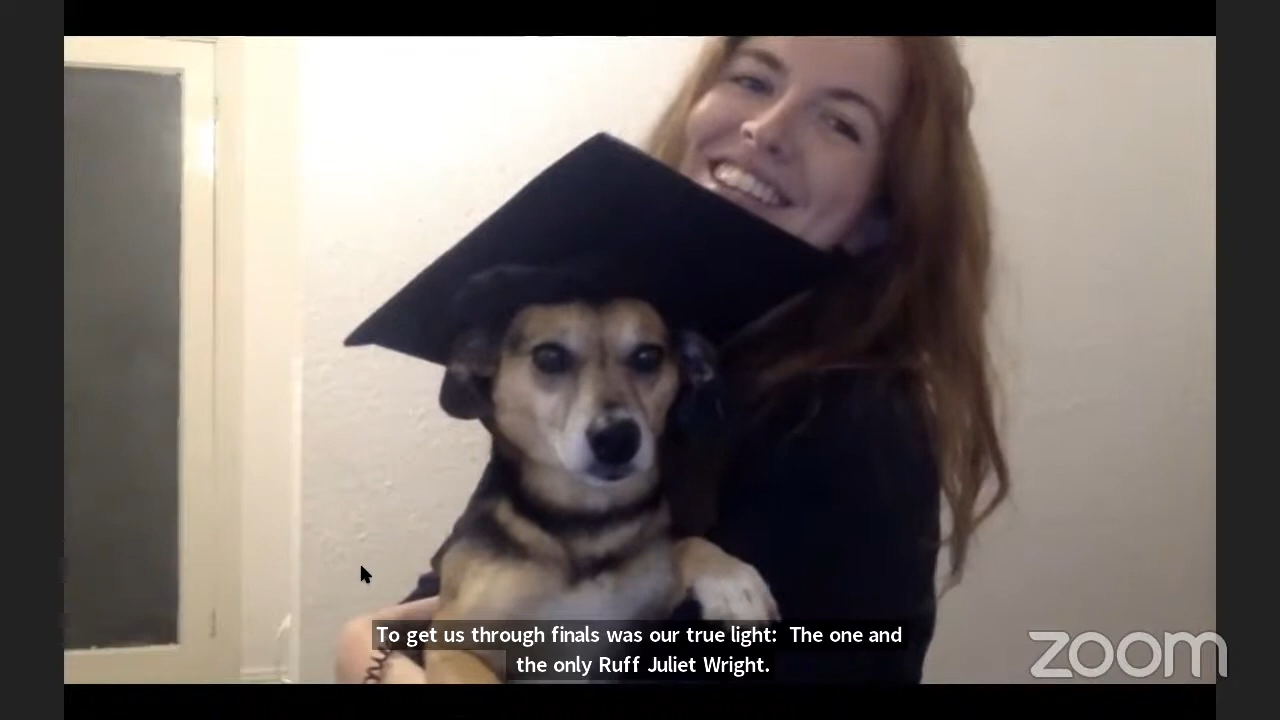 To get us through finals was our true light:  The one and
the only Ruff Juliet Wright.
zoom